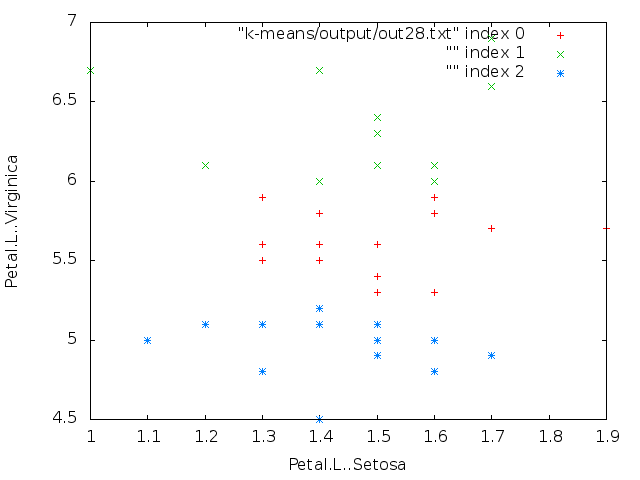 7
6.5
6
5.5
5
4.5
Petal.L..Virginica
"k-means/output/out28.txt" index 0
"" index 1
"" index 2
1 1.1 1.2 1.3 1.4 1.5 1.6 1.7 1.8 1.9
Petal.L..Setosa